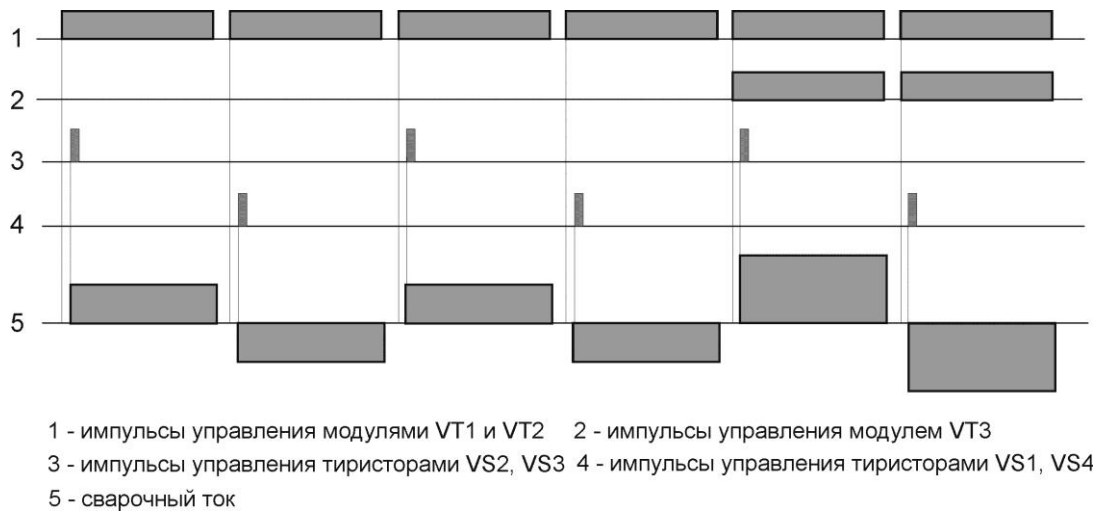 1
2
3
4
5
1 - импульсы управления модулями VT1 и VT2 2 - импульсы управления модулем VT3
3 - импульсы управления тиристорами VS2, VS3 4 - импульсы управления тиристорами VS1, VS4
5 - сварочный ток